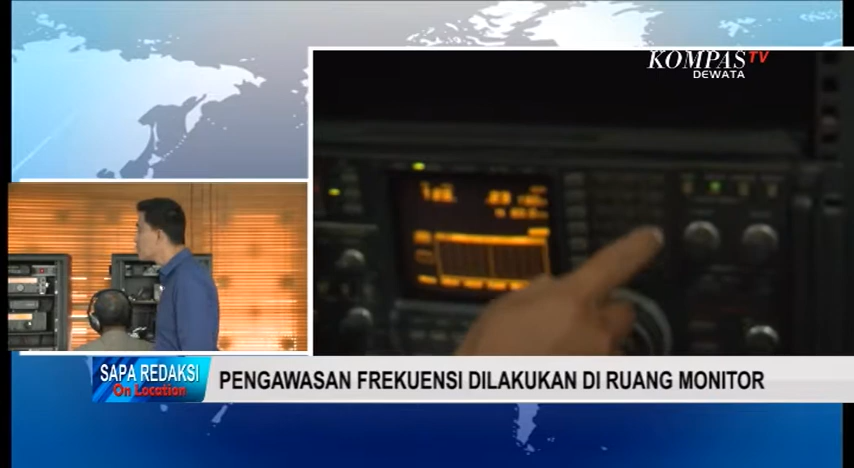 KOMPAS TV
DEWATA
SAPA REDAKSI
On Location
PENGAWASAN FREKUENSI DILAKUKAN DI RUANG MONITOR